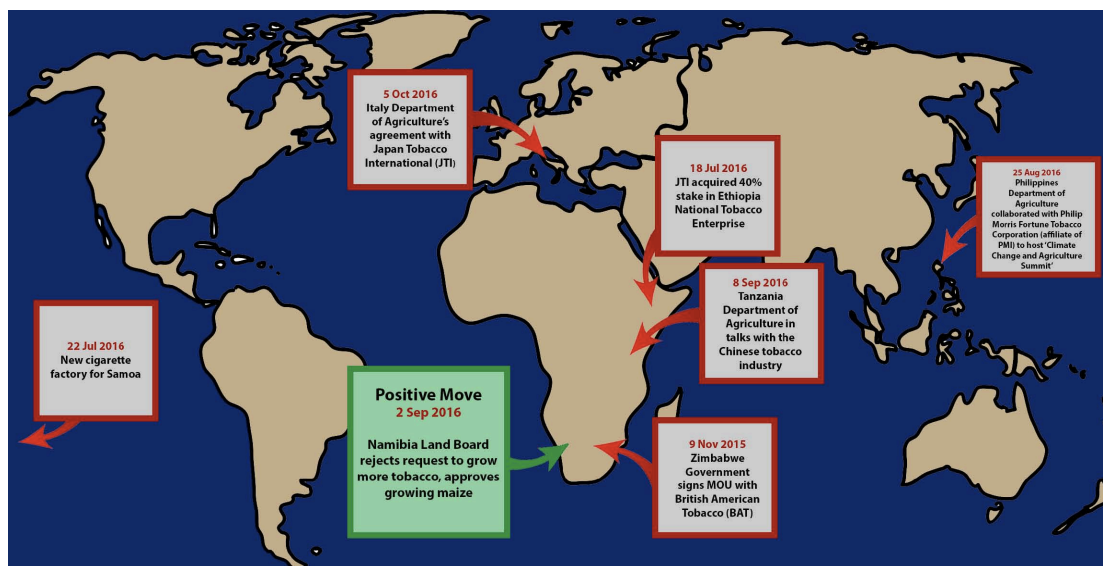 5 Oct 2016
Italy Department
of Agriculture's
agreement with
Japan Tobacco
International (JTI)
18 Jul 2016
JTI acquired 40%
stake in Ethiopia
National Tobacco
Enterprise
25 Aug 2016
Philippines
Department of
Agriculture
collaborated with Philip
Morris Fortune Tobacco
Corporation (affiliate of
PMI) to host 'Climate
Change and Agriculture
Summit'
8 Sep 2016
Tanzania
Department of
Agriculture in
talks with the
Chinese tobacco
industry
22 Jul 2016
New cigarette
factory for Samoa
Positive Move
2 Sep 2016
Namibia Land Board
rejects request to grow
more tobacco, approves
growing maize
9 Nov 2015
Zimbabwe
Government
signs MOU with
British American
Tobacco (BAT)